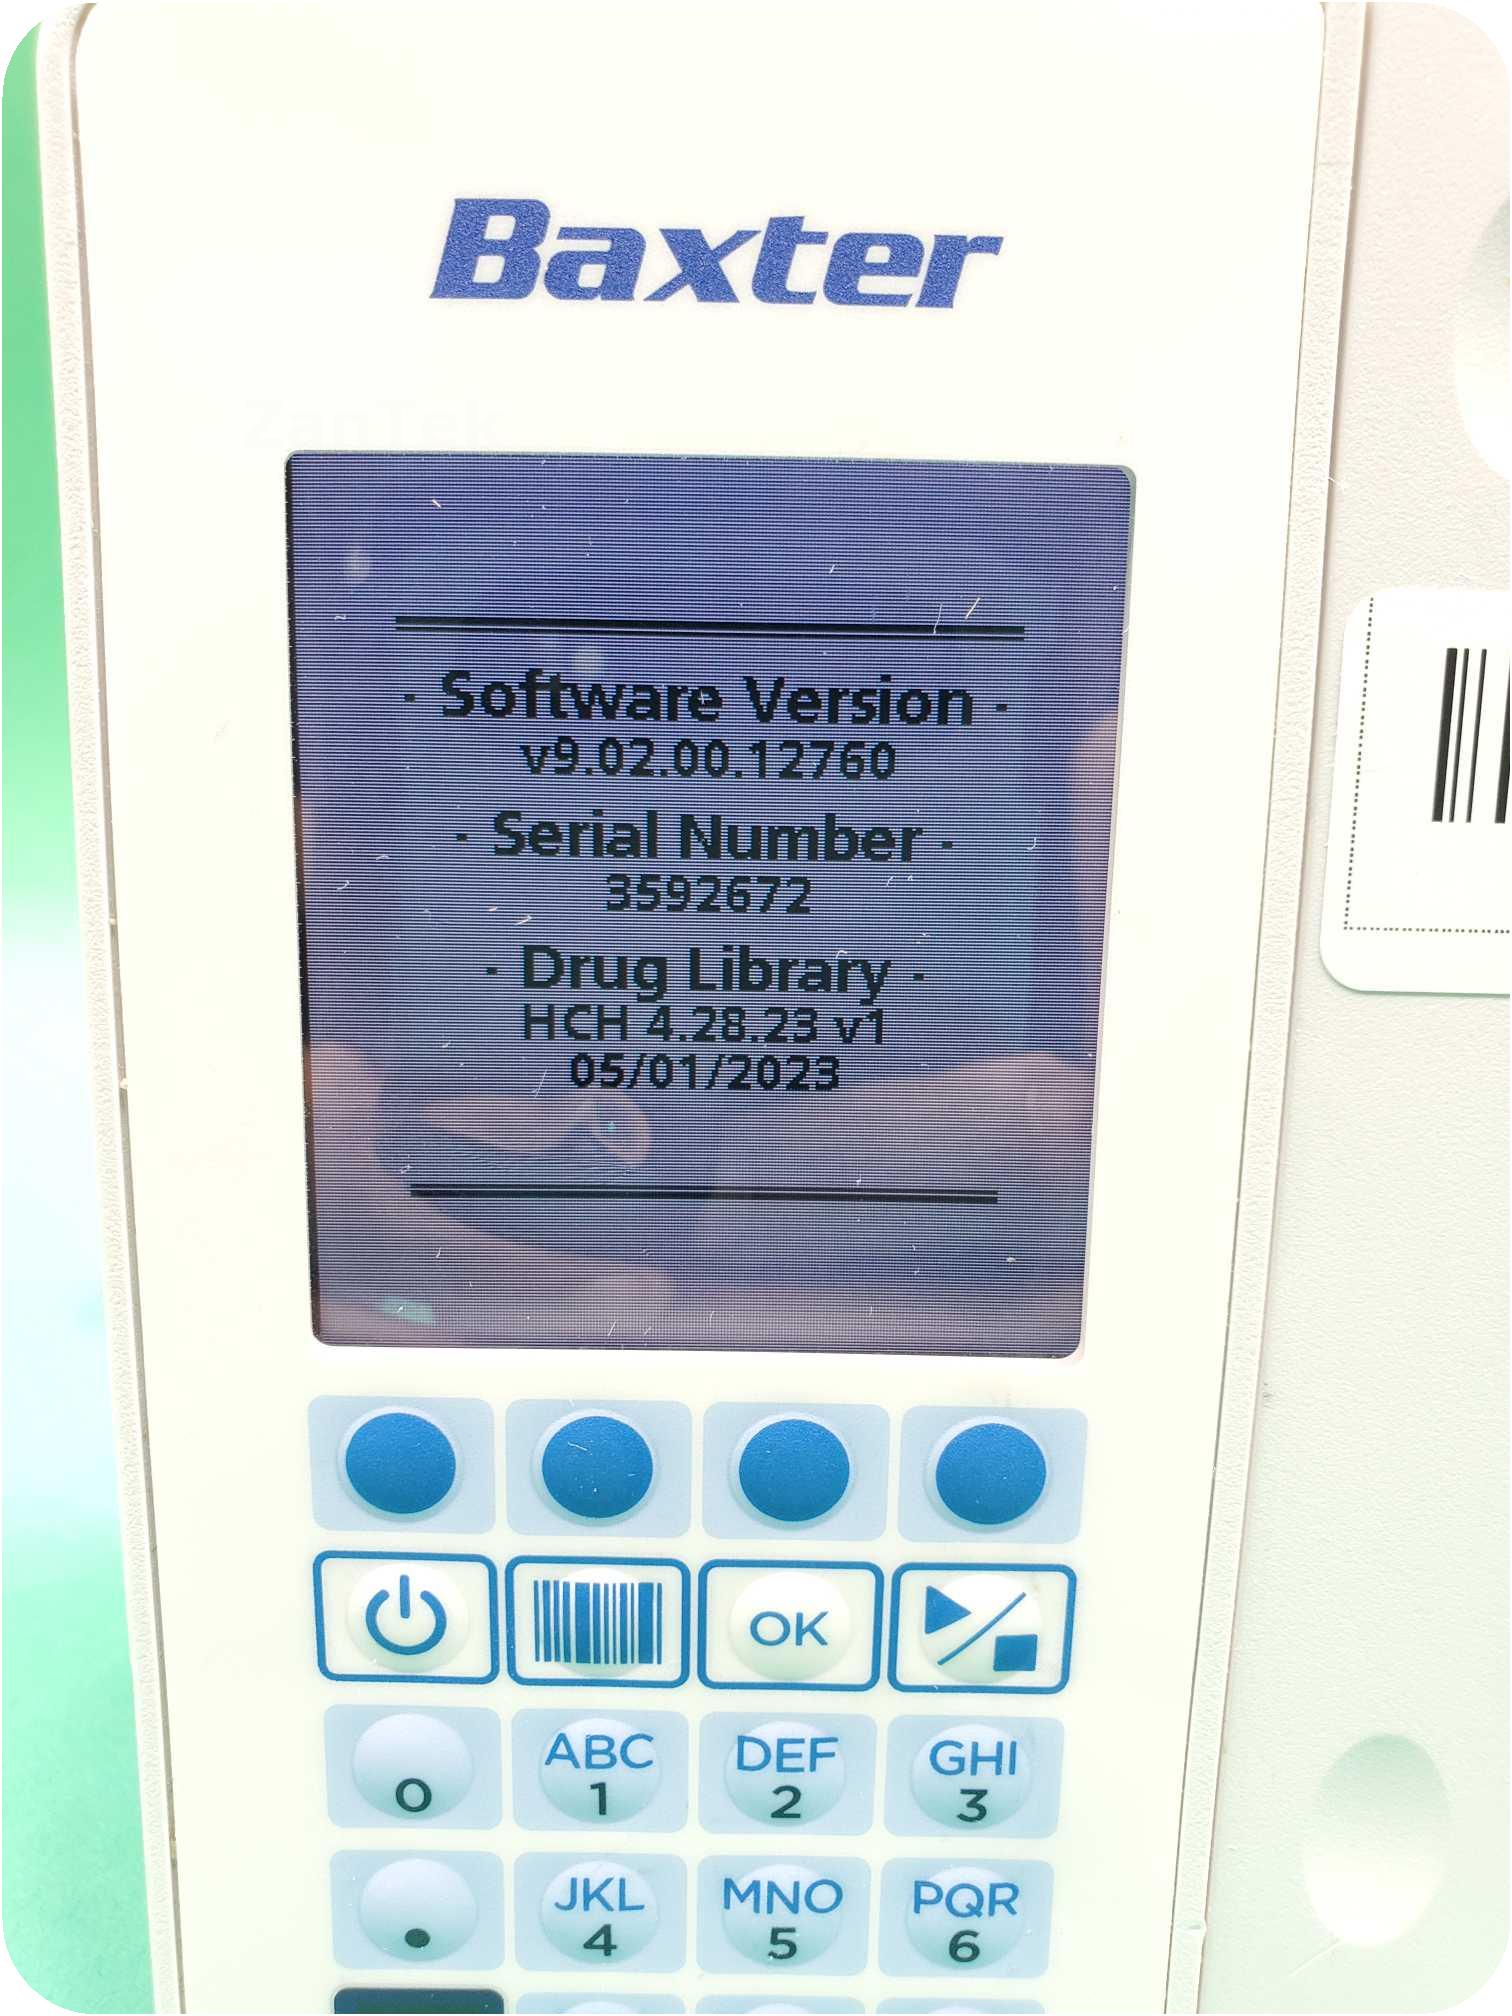 Baxter
ZanTek
- Software Version -
v9.02.00.12760
- Serial Number -
3592672
- Drug Library -
HCH 4.28.23 v1
05/01/2023
OK
0
ABC
1
DEF
2
GHI
3
.
JKL
4
MNO
5
PQR
6